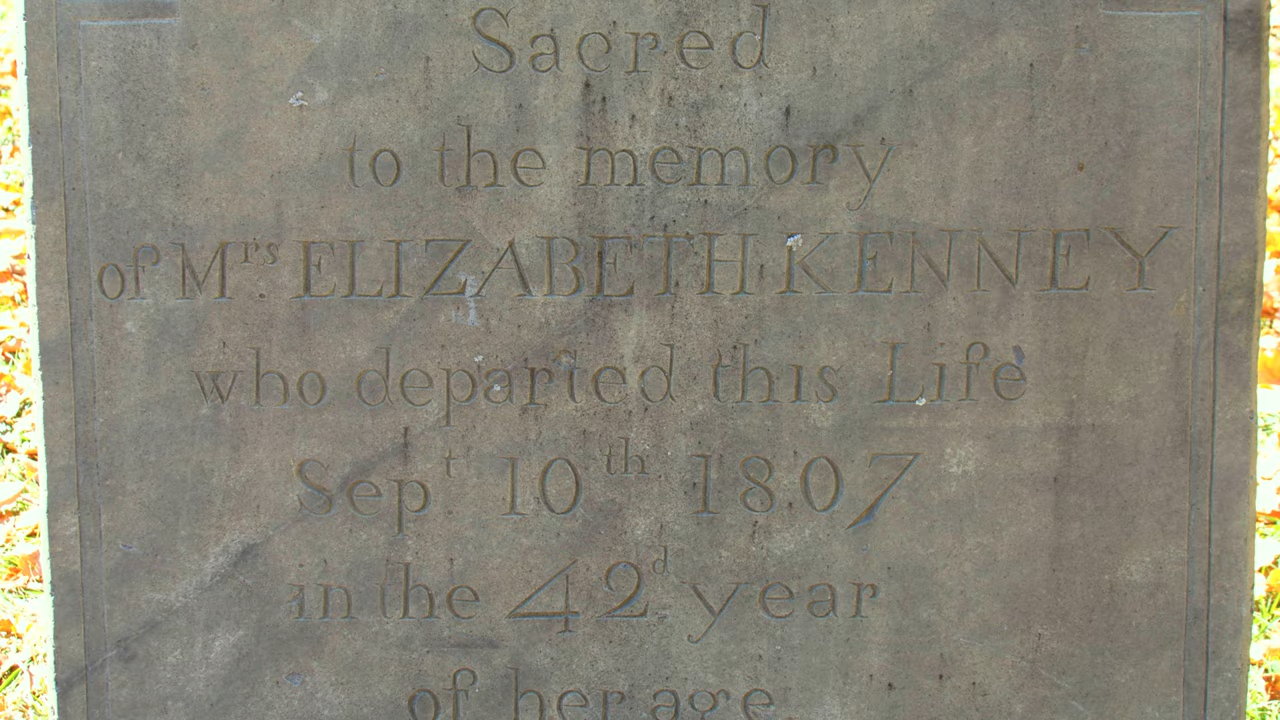 Sacred
to the memory
of Mrs. ELIZABETH KENNEY
who departed this Life
Sept 10th 1807
in the 42d year
of her age.